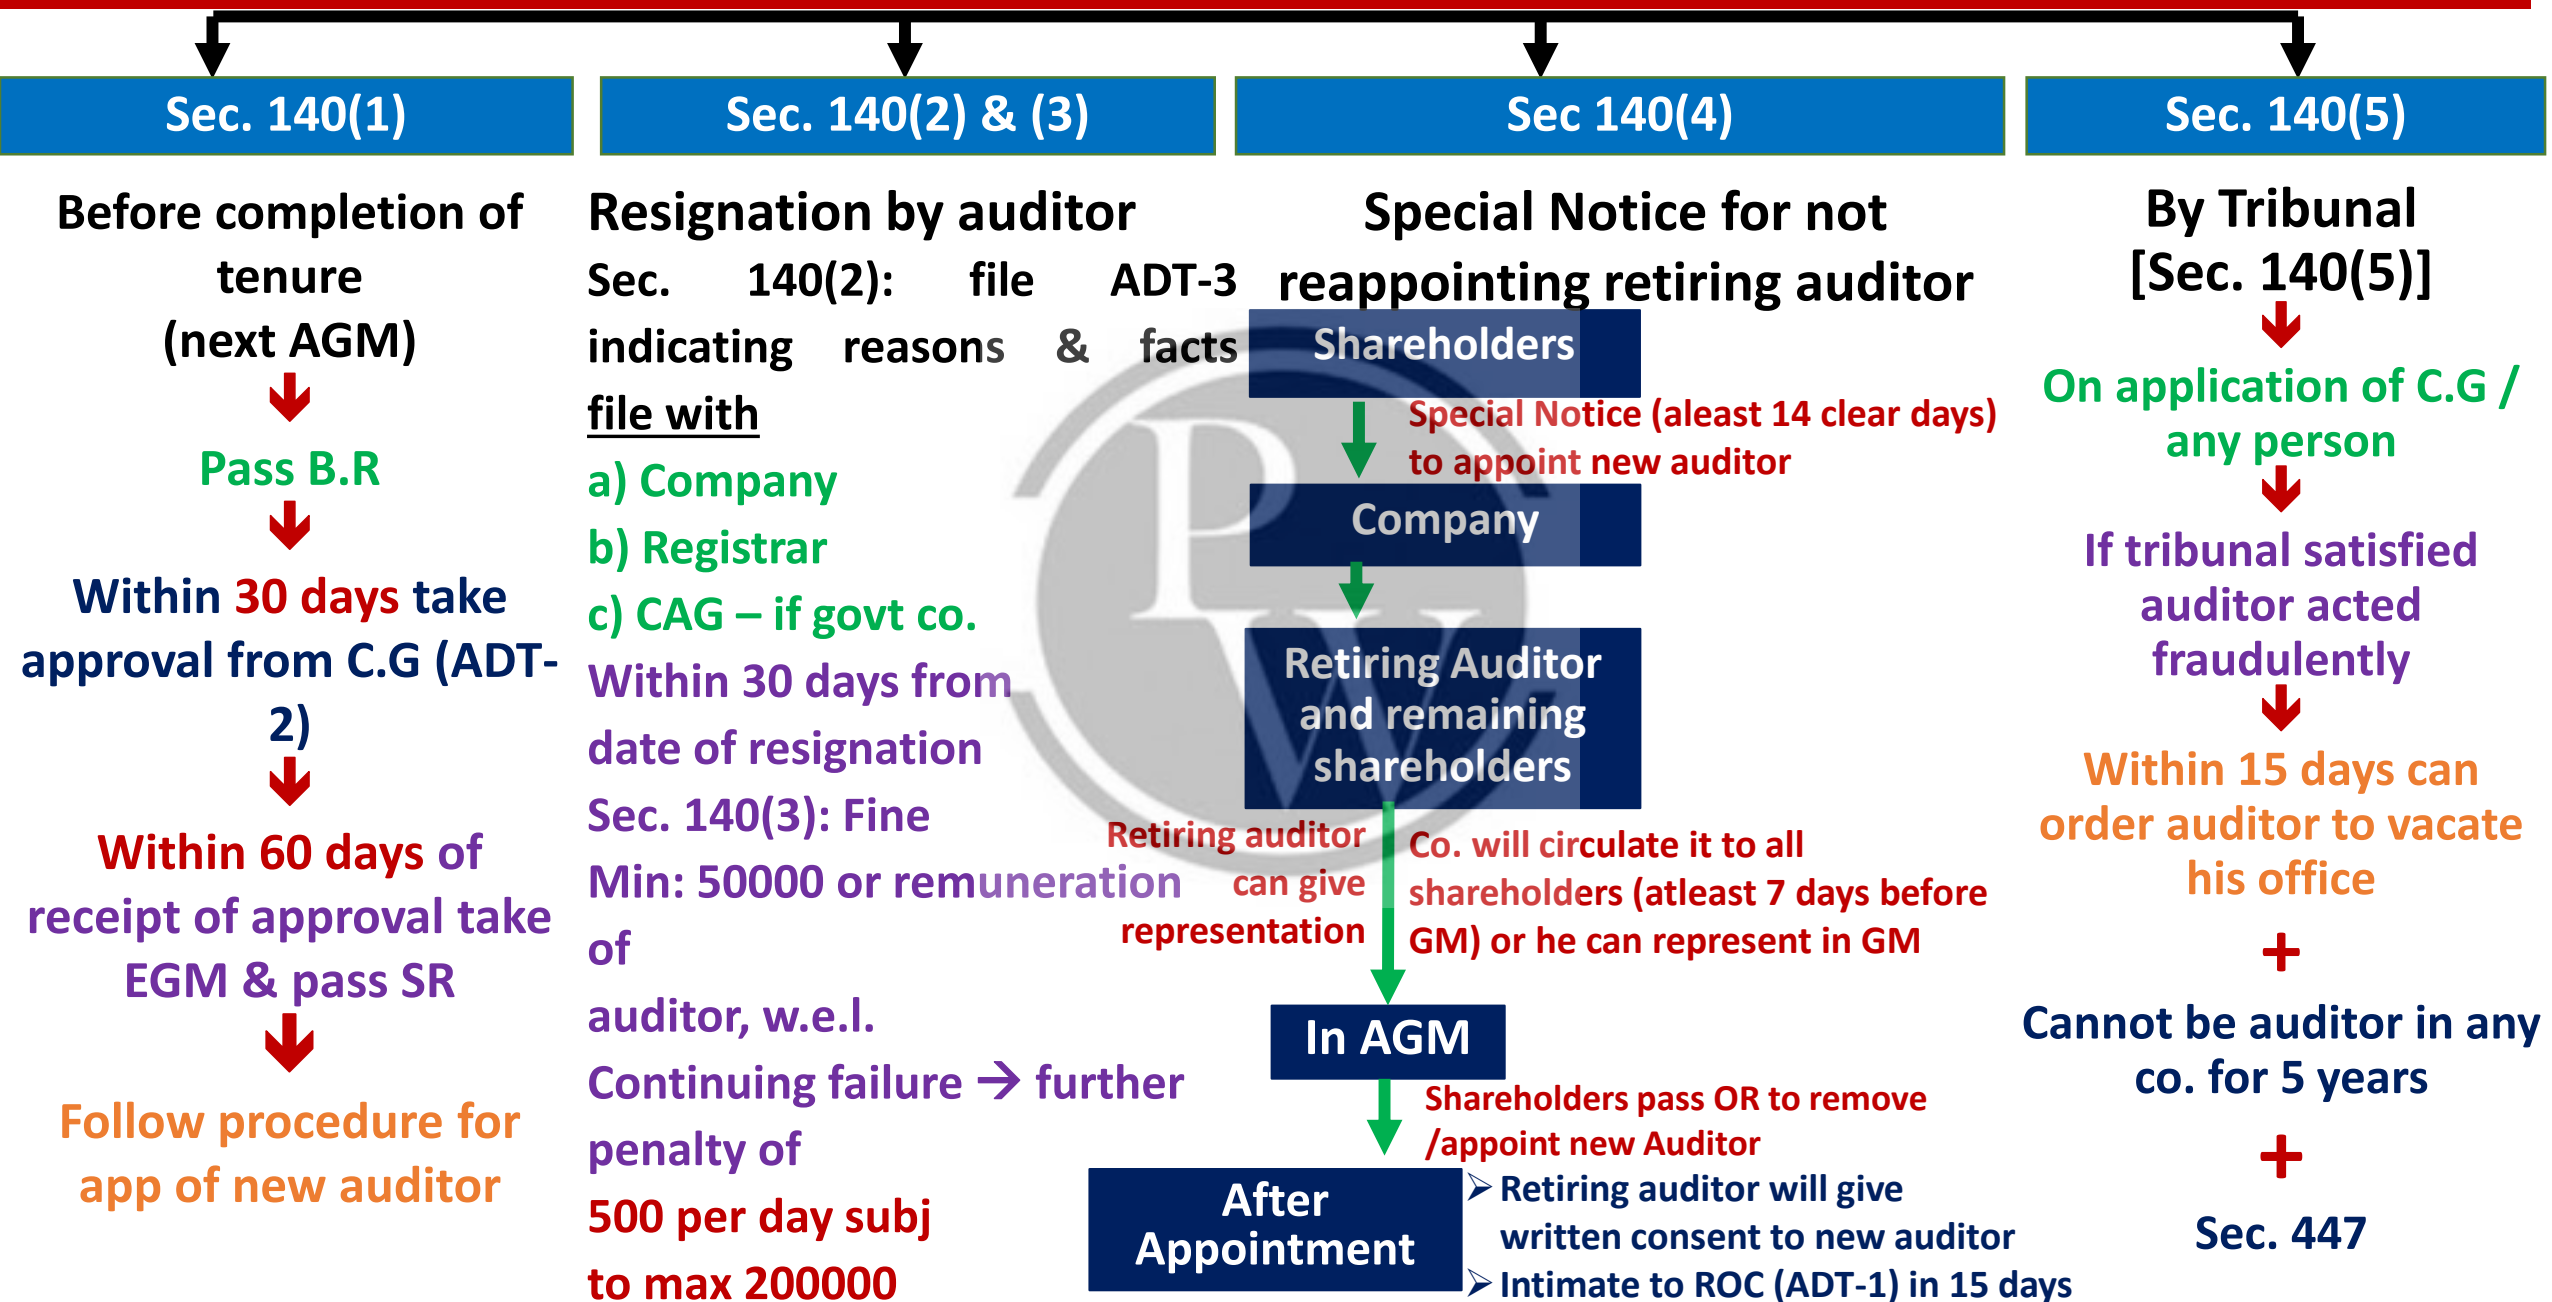 Sec. 140(1)
Before completion of
tenure
(next AGM)
Pass B.R
Within 30 days take
approval from C.G (ADT-
2)
Within 60 days of
receipt of approval take
EGM & pass SR
Follow procedure for
app of new auditor
Sec. 140(2) & (3)
Resignation by auditor
Sec. 140(2): file ADT-3
indicating reasons & facts
file with
a) Company
b) Registrar
c) CAG – if govt co.
Within 30 days from
date of resignation
Sec. 140(3): Fine
Min: 50000 or remuneration
of
auditor, w.e.l.
Continuing failure → further
penalty of
500 per day subj
to max 200000
Sec 140(4)
Special Notice for not
reappointing retiring auditor
Shareholders
Special Notice (aleast 14 clear days)
to appoint new auditor
Company
Retiring Auditor
and remaining
shareholders
Retiring auditor
can give
representation
Co. will circulate it to all
shareholders (atleast 7 days before
GM) or he can represent in GM
In AGM
Shareholders pass OR to remove
/appoint new Auditor
After
Appointment
➢ Retiring auditor will give
written consent to new auditor
➢ Intimate to ROC (ADT-1) in 15 days
Sec. 140(5)
By Tribunal
[Sec. 140(5)]
On application of C.G /
any person
If tribunal satisfied
auditor acted
fraudulently
Within 15 days can
order auditor to vacate
his office
+
Cannot be auditor in any
co. for 5 years
+
Sec. 447
PW